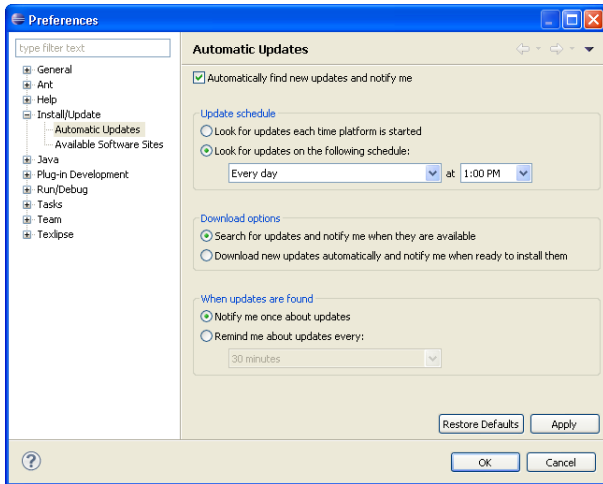 Preferences
type filter text
General
Ant
Help
Install/Update
Automatic Updates
Available Software Sites
Java
Plug-in Development
Run/Debug
Tasks
Team
Texlipse
Automatic Updates
Automatically find new updates and notify me
Update schedule
Look for updates each time platform is started
Look for updates on the following schedule:
Every day at 1:00 PM
Download options
Search for updates and notify me when they are available
Download new updates automatically and notify me when ready to install them
When updates are found
Notify me once about updates
Remind me about updates every:
30 minutes
Restore Defaults Apply
? OK Cancel